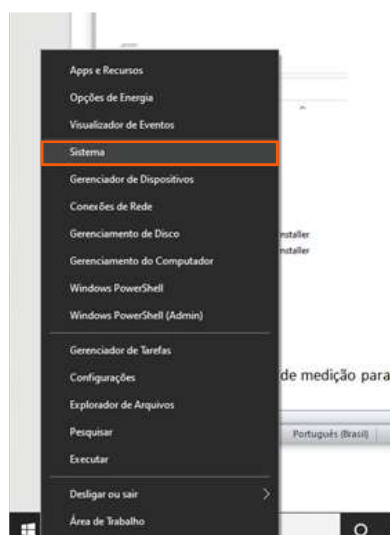 Apps e Recursos
Opções de Energia
Visualizador de Eventos
Sistema
Gerenciador de Dispositivos
Conexões de Rede
Gerenciamento de Disco
nstaller
nstaller
Gerenciamento do Computador
Windows PowerShell
Windows PowerShell (Admin)
Gerenciador de Tarefas
Configurações
de medição para
Explorador de Arquivos
Pesquisar
Português (Brasil)
Executar
Desligar ou sair
Área de Trabalho